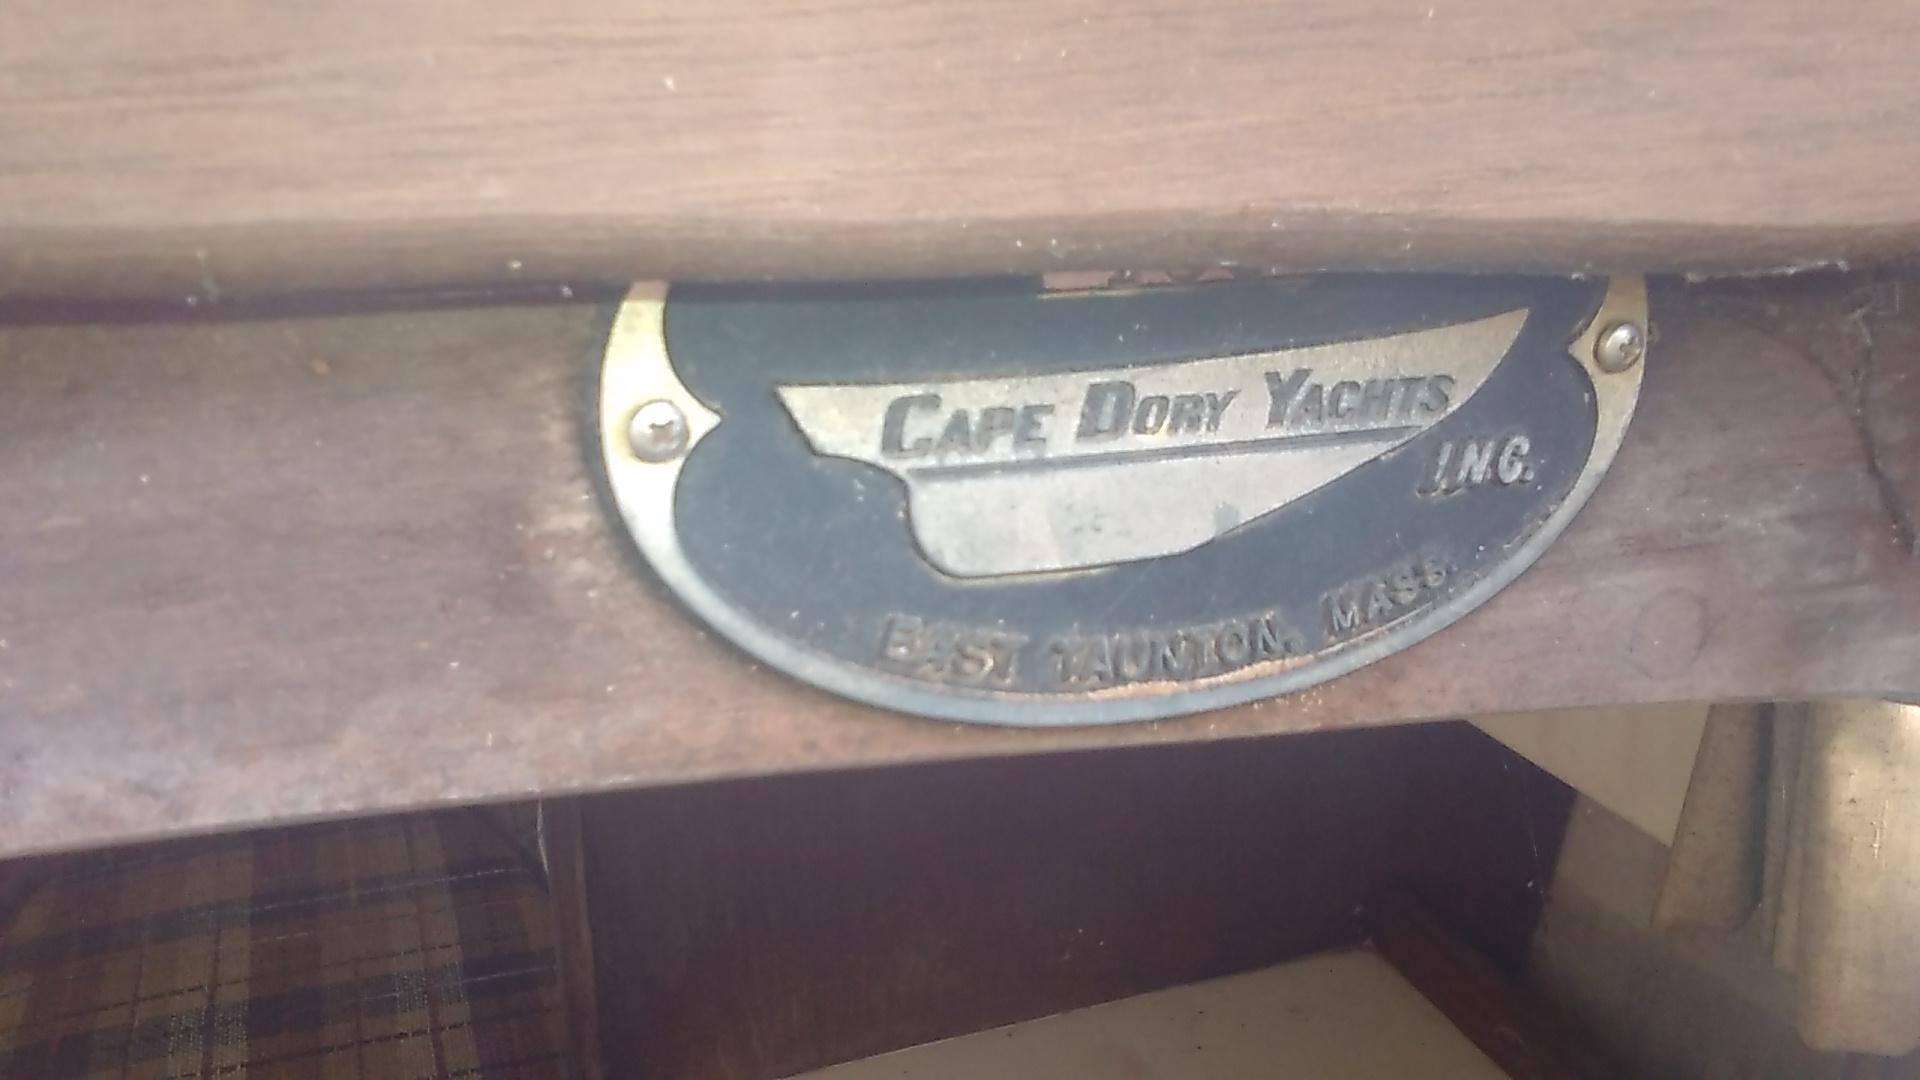 CAPE DORY YACHTS
INC.
EAST TAUNTON, MASS.